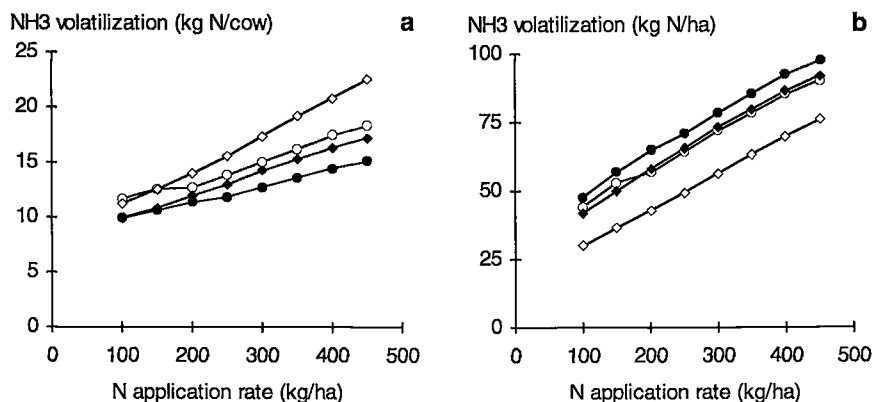 NH3 volatilization (kg N/cow)
a
25
20
15
10
5
0
0 100 200 300 400 500
N application rate (kg/ha)
NH3 volatilization (kg N/ha)
b
100
75
50
25
0
0 100 200 300 400 500
N application rate (kg/ha)